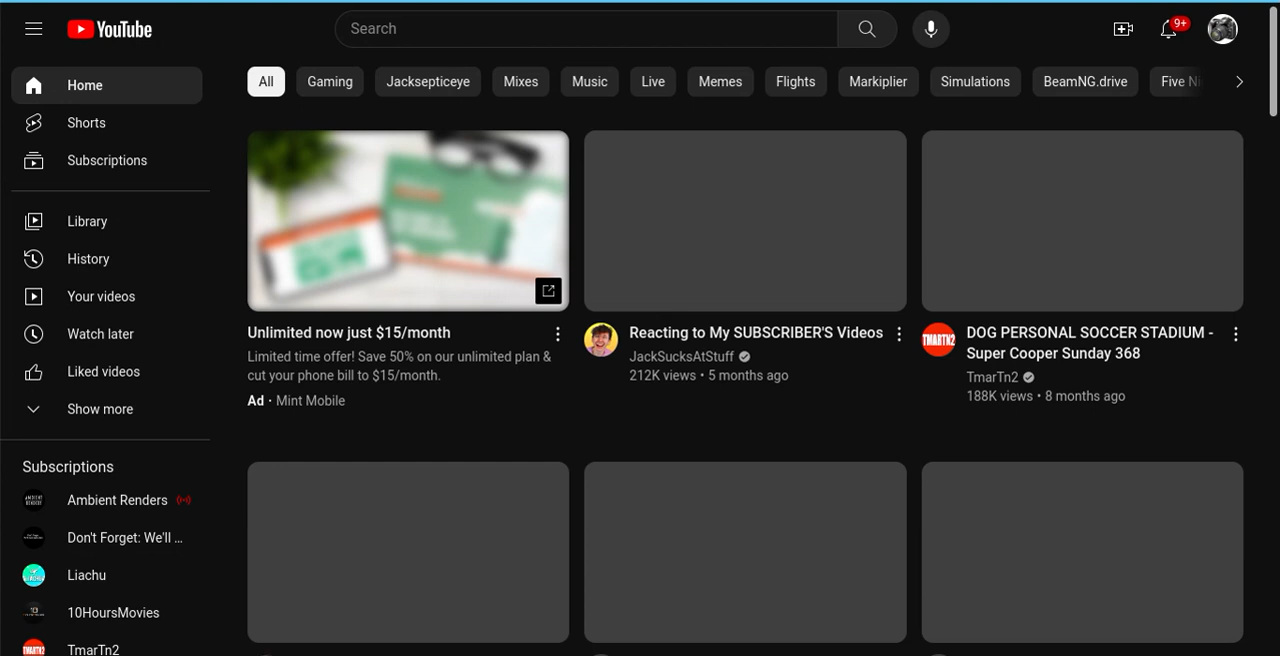 YouTube
Search
9+
Home
Shorts
Subscriptions
Library
History
Your videos
Watch later
Liked videos
Show more
Subscriptions
Ambient Renders
Don't Forget: We'll ...
Liachu
10HoursMovies
TmarTn2
All
Gaming
Jacksepticeye
Mixes
Music
Live
Memes
Flights
Markiplier
Simulations
BeamNG.drive
Five
Unlimited now just $15/month
Limited time offer! Save 50% on our unlimited plan &
cut your phone bill to $15/month.
Ad · Mint Mobile
Reacting to My SUBSCRIBER'S Videos
JackSucksAtStuff
212K views • 5 months ago
TMARTN2
DOG PERSONAL SOCCER STADIUM -
Super Cooper Sunday 368
TmarTn2
188K views • 8 months ago